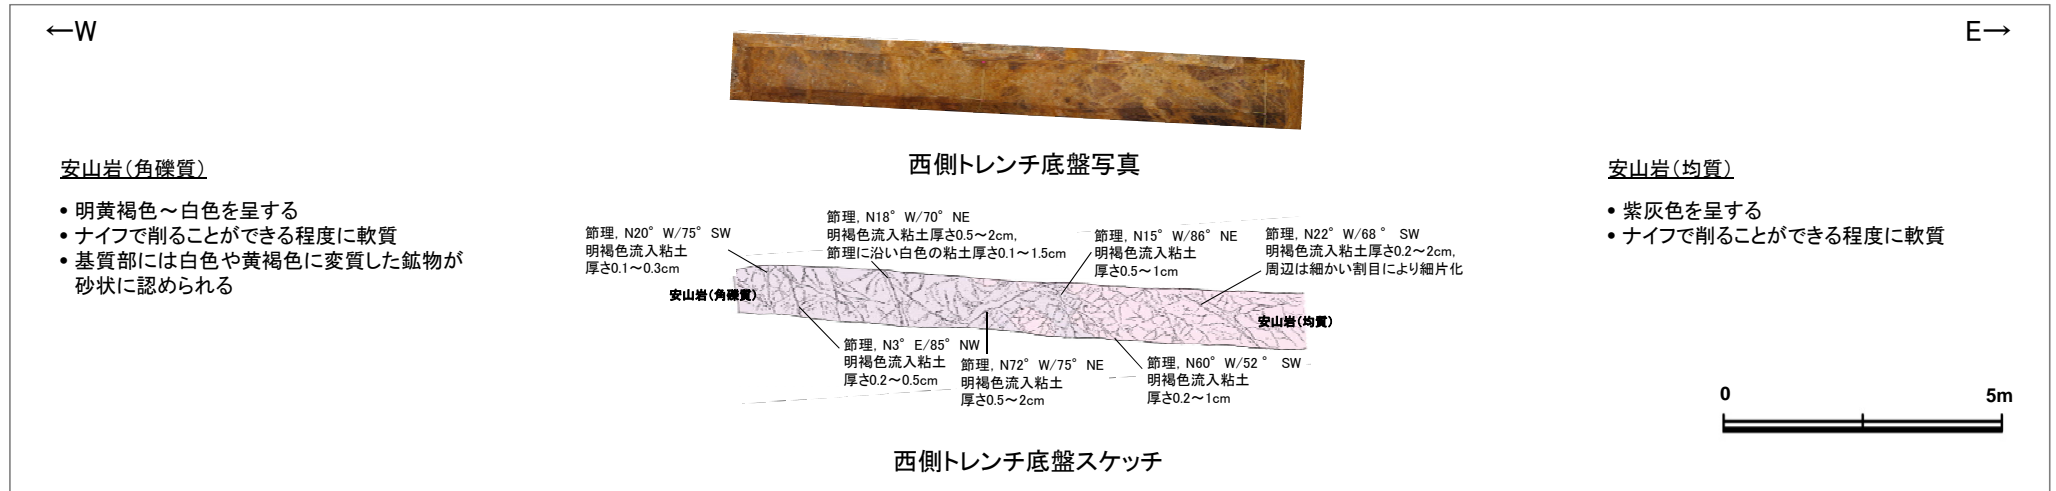 ←W
E→
西側トレンチ底盤写真
安山岩(角礫質)
• 明黄褐色～白色を呈する
• ナイフで削ることができる程度に軟質
• 基質部には白色や黄褐色に変質した鉱物が
砂状に認められる
安山岩(均質)
• 紫灰色を呈する
• ナイフで削ることができる程度に軟質
節理, N20° W/75° SW
明褐色流入粘土
厚さ0.1～0.3cm
節理, N18° W/70° NE
明褐色流入粘土厚さ0.5～2cm,
節理に沿い白色の粘土厚さ0.1～1.5cm
節理, N15° W/86° NE
明褐色流入粘土
厚さ0.5～1cm
節理, N22° W/68 ° SW
明褐色流入粘土厚さ0.2～2cm,
周辺は細かい割目により細片化
安山岩(角礫質)
安山岩(均質)
節理, N3° E/85° NW
明褐色流入粘土
厚さ0.2～0.5cm
節理, N72° W/75° NE
明褐色流入粘土
厚さ0.5～2cm
節理, N60° W/52 ° SW
明褐色流入粘土
厚さ0.2～1cm
0 5m
西側トレンチ底盤スケッチ